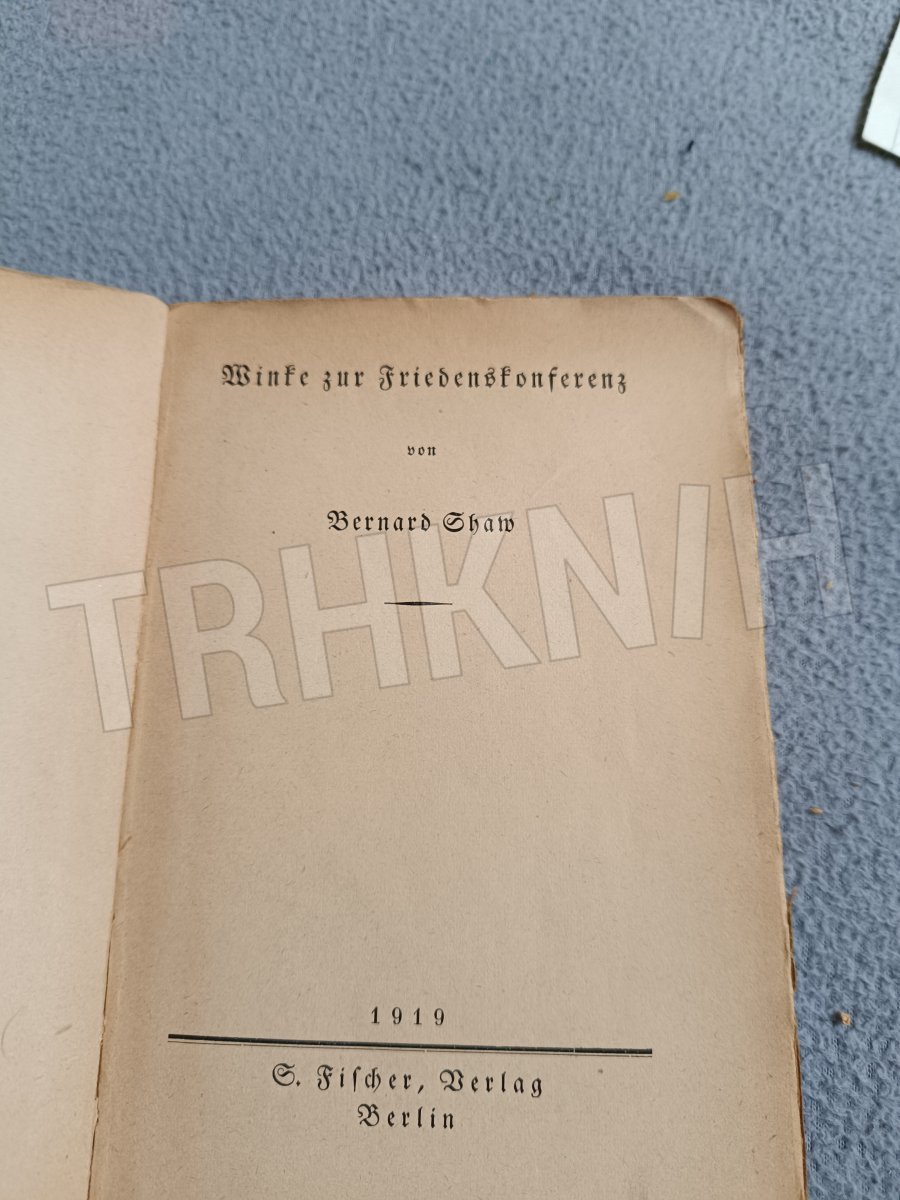 Winke zur Friedenskonferenz
von
Bernard Shaw
TRHKNIH
1919
S. Fiſcher, Verlag
Berlin